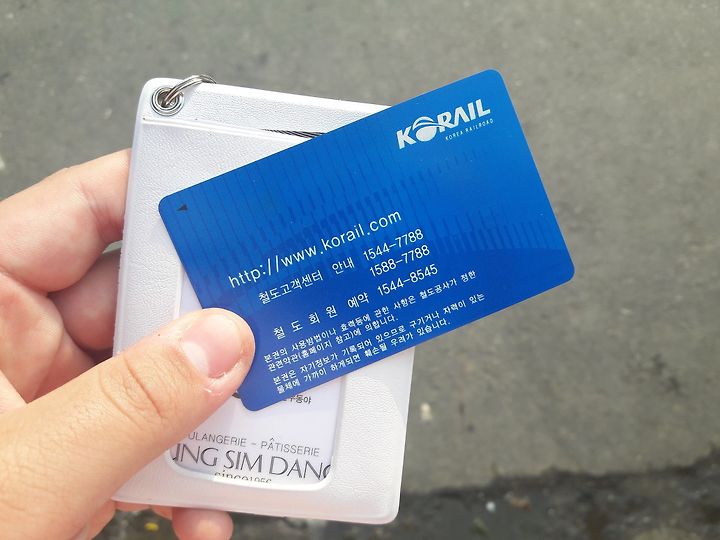 KORAIL
KOREA RAILROAD
http://www.korail.com
철도고객센터 안내 1544-7788
1588-7788
철도회원 예약 1544-8545
본권의 사용방법이나 효력등에 관한 사항은 철도공사가 정한
관련약관(홈페이지 참고)에 의합니다.
본권은 자기정보가 기록되어 있으므로 구기거나 자력이 있는
물체에 가까이 하게되면 훼손될 우려가 있습니다.
ULANGERIE - PÂTISSERIE
UNG SIM DANG
since1956